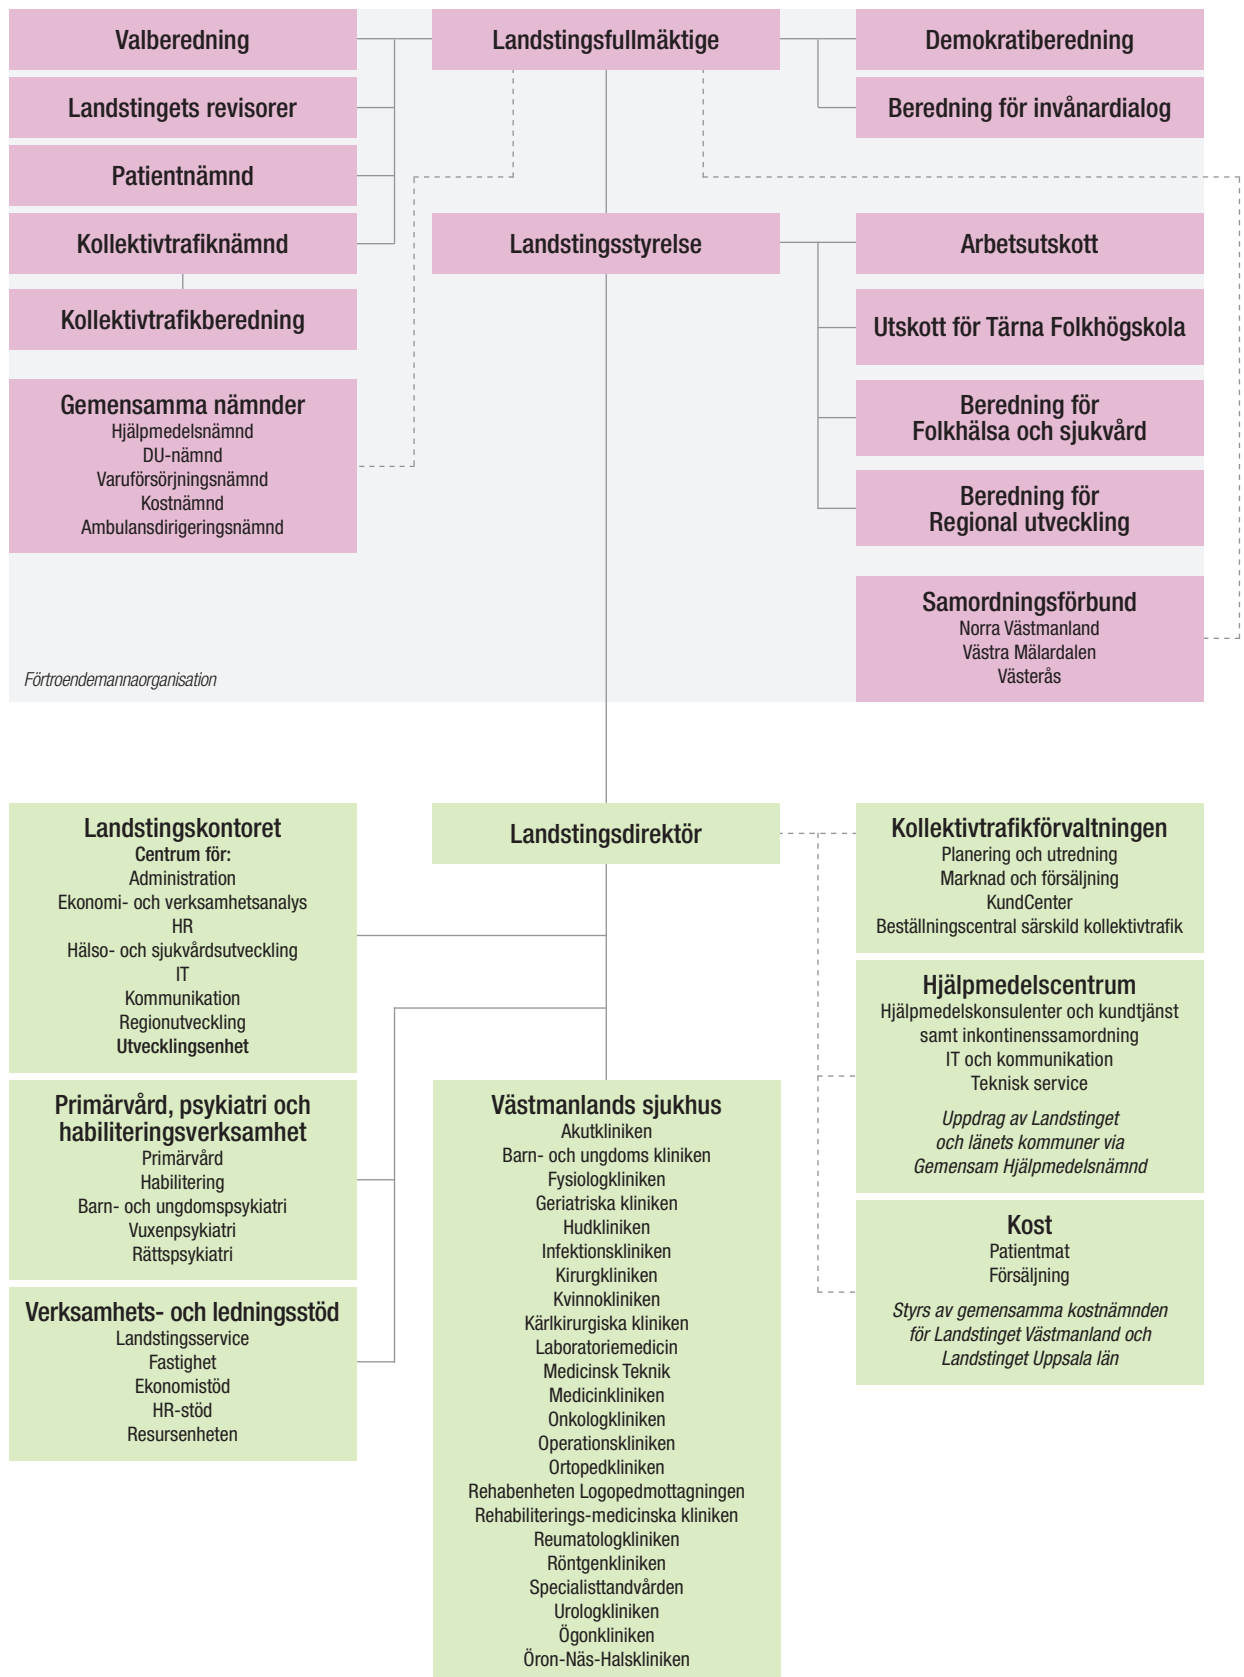 Valberedning
Landstingsfullmäktige
Demokratiberedning
Landstingets revisorer
Beredning för invånardialog
Patientnämnd
Kollektivtrafiknämnd
Landstingsstyrelse
Arbetsutskott
Kollektivtrafikberedning
Utskott för Tärna Folkhögskola
Gemensamma nämnder
Hjälpmedelsnämnd
DU-nämnd
Varuförsörjningsnämnd
Kostnämnd
Ambulansdirigeringsnämnd
Beredning för
Folkhälsa och sjukvård
Beredning för
Regional utveckling
Samordningsförbund
Norra Västmanland
Västra Mälardalen
Västerås
Förtroendemannaorganisation
Landstingskontoret
Centrum för:
Administration
Ekonomi- och verksamhetsanalys
HR
Hälso- och sjukvårdsutveckling
IT
Kommunikation
Regionutveckling
Utvecklingsenhet
Primärvård, psykiatri och
habiliteringsverksamhet
Primärvård
Habilitering
Barn- och ungdomspsykiatri
Vuxenpsykiatri
Rättspsykiatri
Verksamhets- och ledningsstöd
Landstingsservice
Fastighet
Ekonomistöd
HR-stöd
Resursenheten
Landstingsdirektör
Västmanlands sjukhus
Akutkliniken
Barn- och ungdoms kliniken
Fysiologkliniken
Geriatriska kliniken
Hudkliniken
Infektionskliniken
Kirurgkliniken
Kvinnokliniken
Kärlkirurgiska kliniken
Laboratoriemedicin
Medicinsk Teknik
Medicinkliniken
Onkologkliniken
Operationskliniken
Ortopedkliniken
Rehabenheten Logopedmottagningen
Rehabiliterings-medicinska kliniken
Reumatologkliniken
Röntgenkliniken
Specialisttandvården
Urologkliniken
Ögonkliniken
Öron-Näs-Halskliniken
Kollektivtrafikförvaltningen
Planering och utredning
Marknad och försäljning
KundCenter
Beställningscentral särskild kollektivtrafik
Hjälpmedelscentrum
Hjälpmedelskonsulenter och kundtjänst
samt inkontinenssamordning
IT och kommunikation
Teknisk service
Uppdrag av Landstinget
och länets kommuner via
Gemensam Hjälpmedelsnämnd
Kost
Patientmat
Försäljning
Styrs av gemensamma kostnämnden
för Landstinget Västmanland och
Landstinget Uppsala län